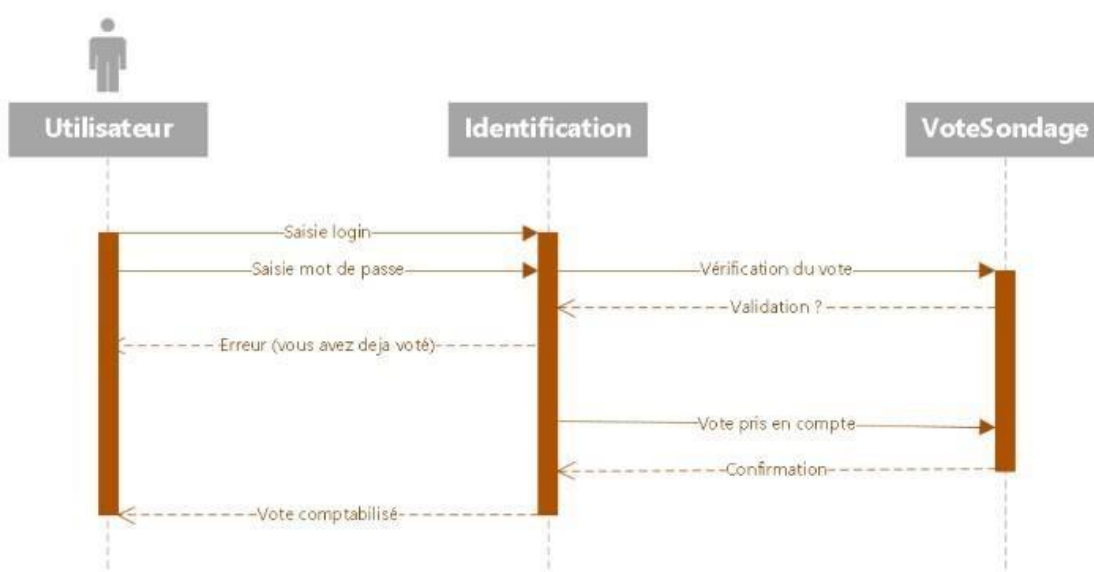 Utilisateur
Identification
VoteSondage
Saisie login
Saisie mot de passe
Vérification du vote
Validation ?
Erreur (vous avez deja voté)
Vote pris en compte
Confirmation
Vote comptabilisé